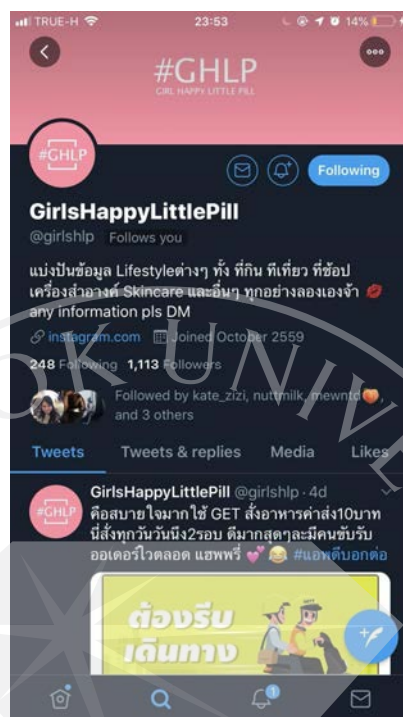 TRUE-H
23:53
14%
#GHLP
GIRL HAPPY LITTLE PILL
#GHLP
Following
GirlsHappyLittlePill
@girlshlp Follows you
แบ่งปันข้อมูล Lifestyleต่างๆ ทั้ง ที่กิน ที่เที่ยว ที่ช้อป
เครื่องสำอางค์ Skincare และอื่นๆ ทุกอย่างลองเองจ้า 💋
any information pls DM
instagram.com Joined October 2559
248 Following 1,113 Followers
Followed by kate_zizi, nuttmilk, mewntd🍑,
and 3 others
Tweets Tweets & replies Media Likes
#GHLP
GirlsHappyLittlePill @girlshlp · 4d
คือสบายใจมากใช้ GET สั่งอาหารค่าส่ง10บาท
นี่สั่งทุกวันวันนึง2รอบ ดีมากสุดๆละมีคนขับรับ
ออเดอร์ไวตลอด แฮพพรี่ 💕 😂 #แอพดีบอกต่อ
ต้องรีบ
เดินทาง
1
OK UNIVE